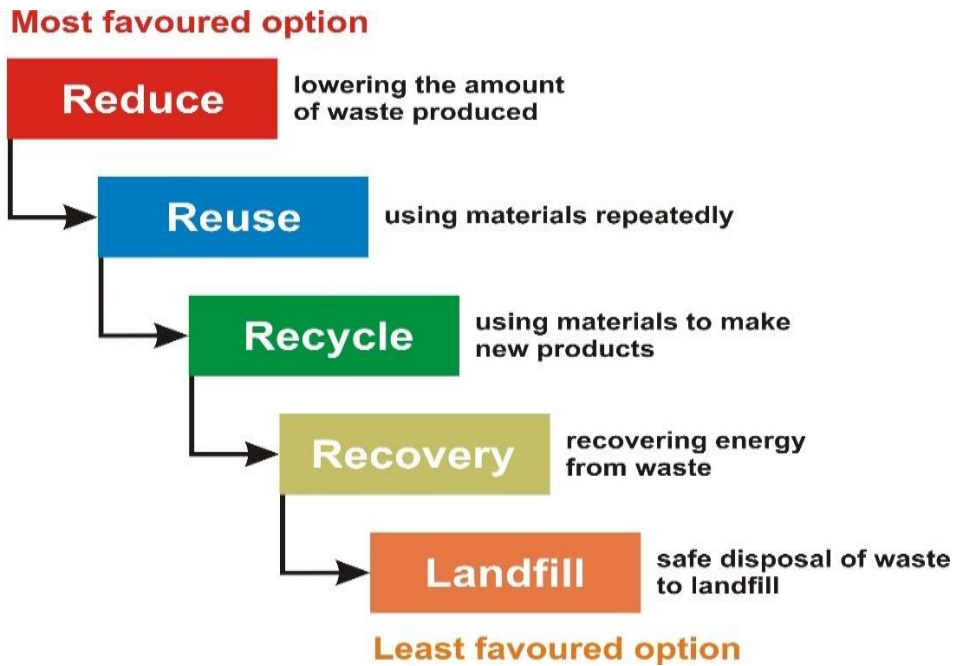 Most favoured option
Reduce
lowering the amount
of waste produced
Reuse
using materials repeatedly
Recycle
using materials to make
new products
Recovery
recovering energy
from waste
Landfill
safe disposal of waste
to landfill
Least favoured option